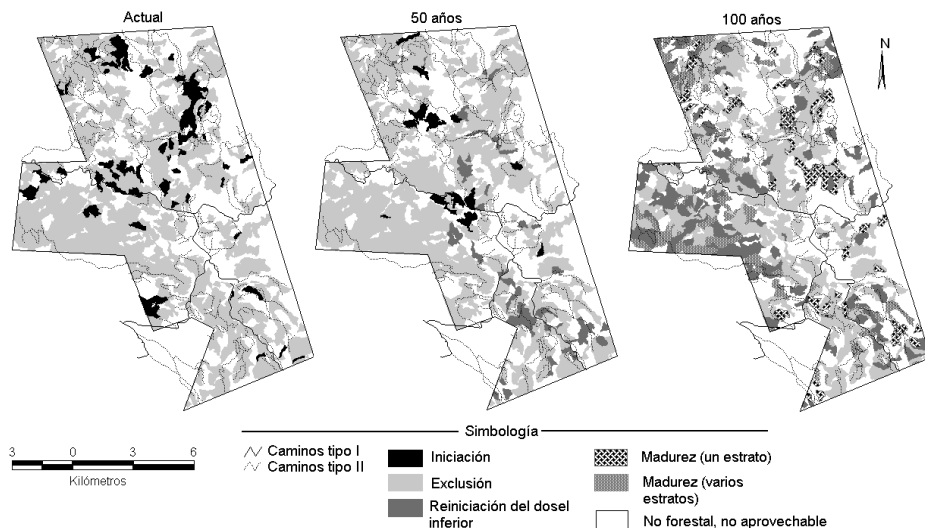 Actual
50 años
100 años
N
Simbología
3 0 3 6
Kilómetros
Caminos tipo I
Caminos tipo II
Iniciación
Exclusión
Reiniciación del dosel
inferior
Madurez (un estrato)
Madurez (varios
estratos)
No forestal, no aprovechable